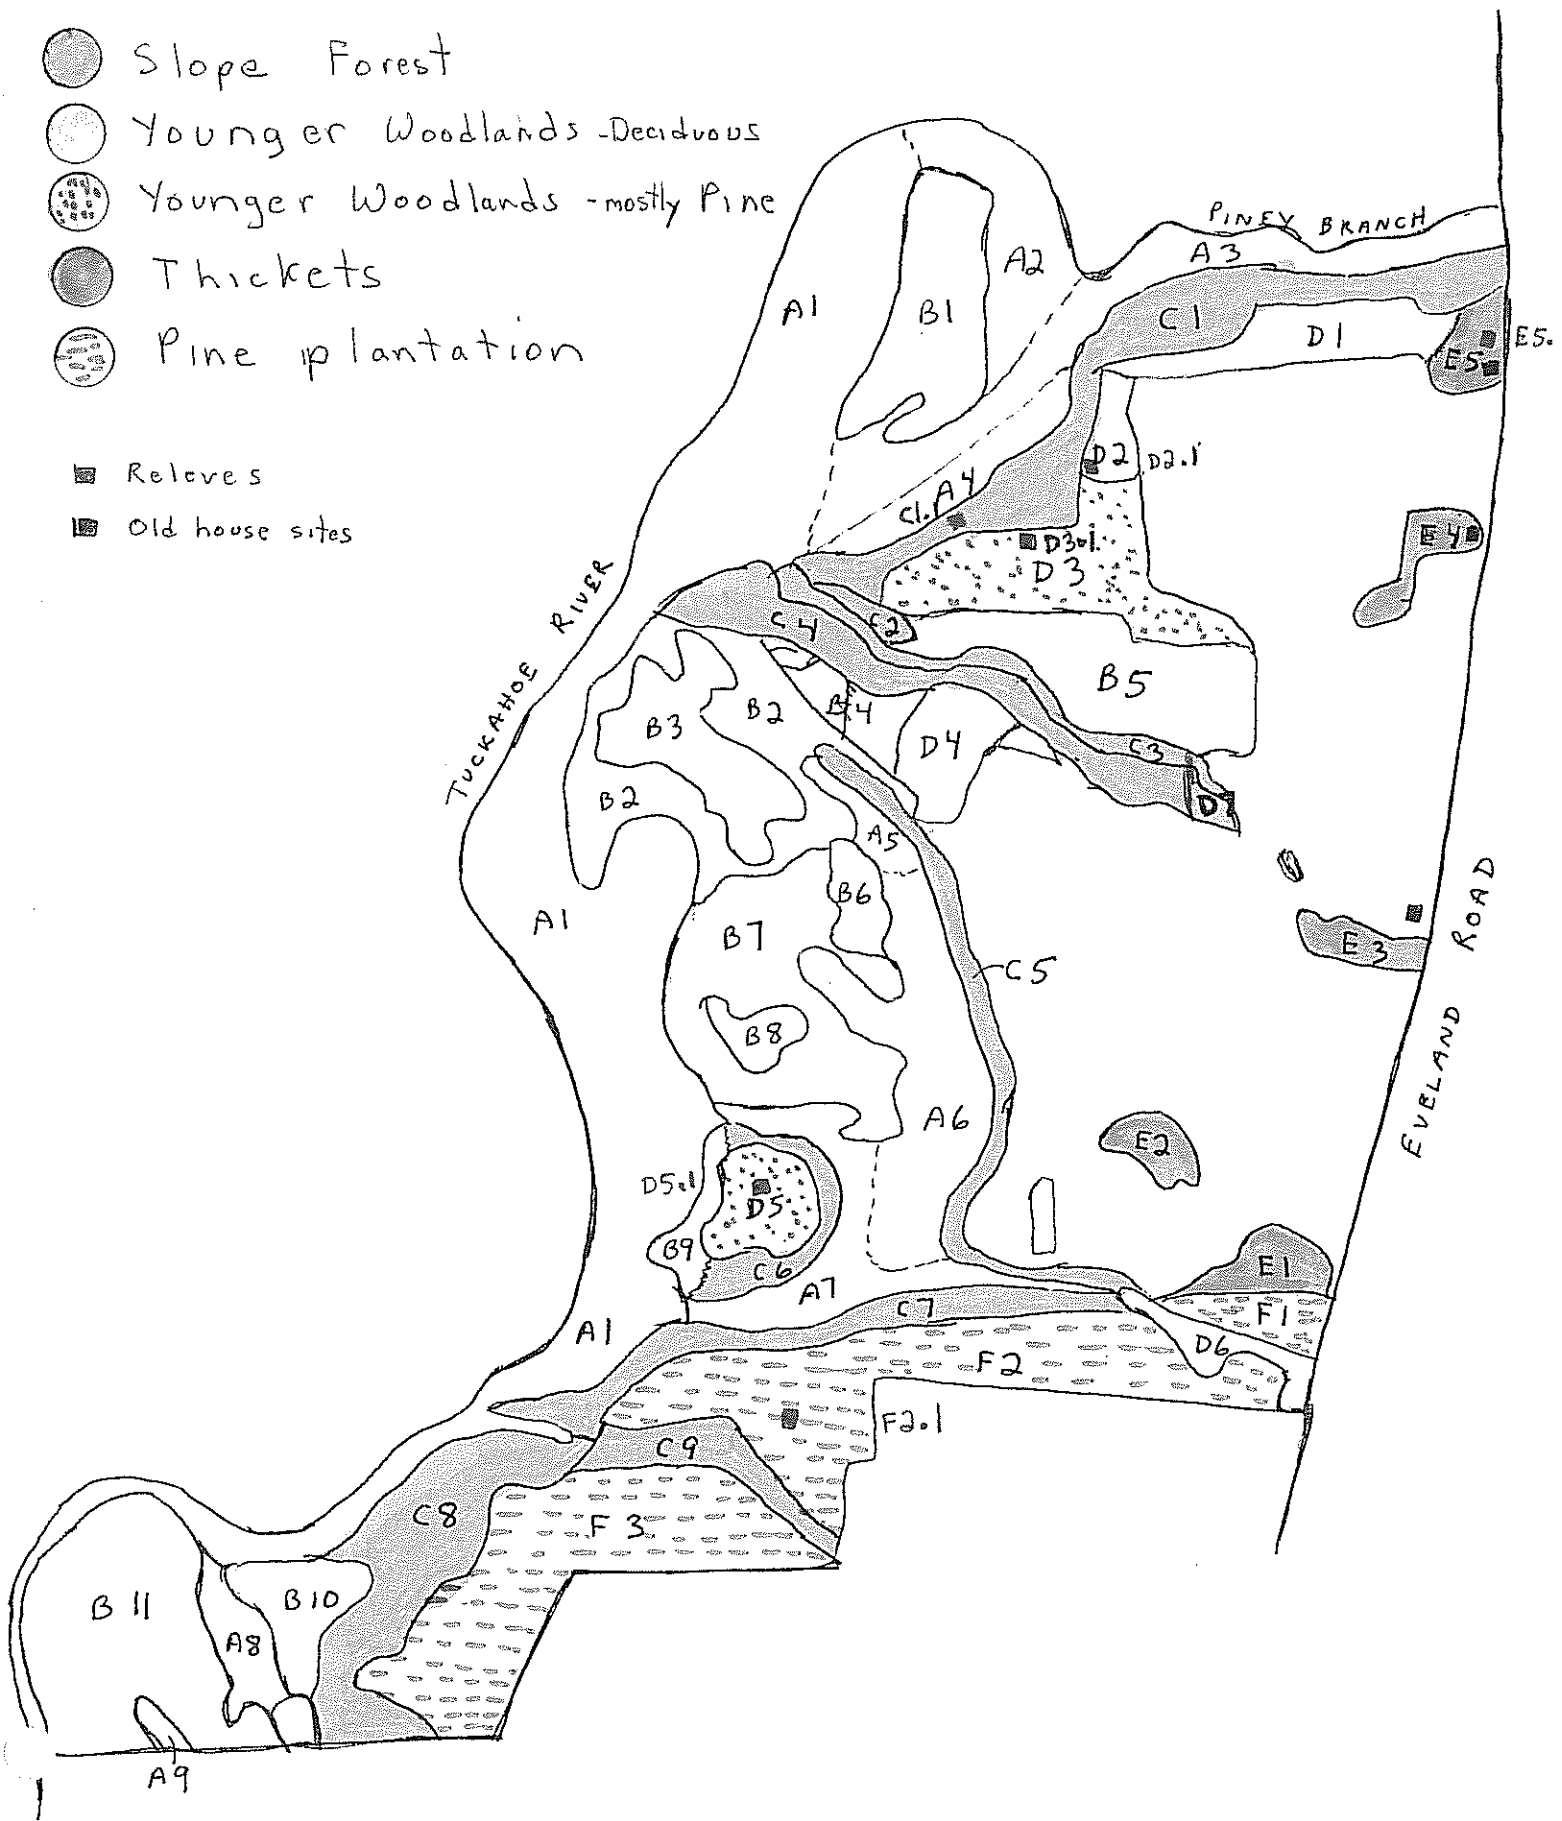 Slope Forest
Younger Woodlands - Deciduous
Younger Woodlands - mostly Pine
Thickets
Pine plantation
Releves
Old house sites
PINEY BRANCH
A3
A2
A1
B1
C1
D1
E5.
E5
D2
D2.1
A4
C1.
E4
D3.1
D3
TUCKAHOE RIVER
C4
C2
B5
B3
B2
B4
D4
C3
B2
D
A5
B6
A1
B7
E3
EVELAND ROAD
C5
B8
A6
E2
D5.1
D5
B9
C6
E1
A7
C7
F1
A1
D6
F2
F2.1
C9
C8
F3
B11
B10
A8
A9